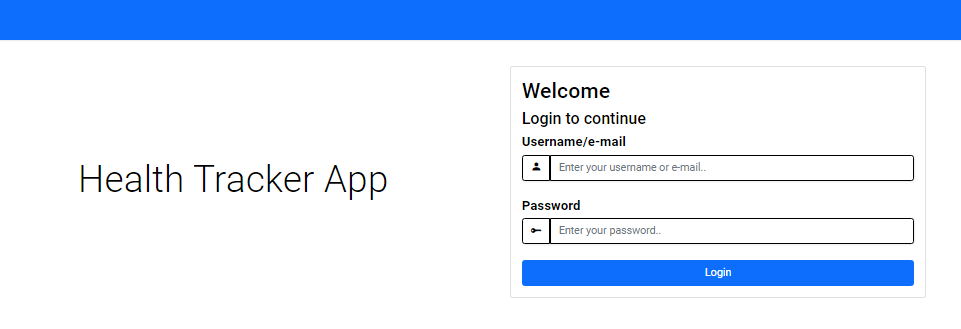 Health Tracker App
Welcome
Login to continue
Username/e-mail
Enter your username or e-mail..
Password
Enter your password..
Login